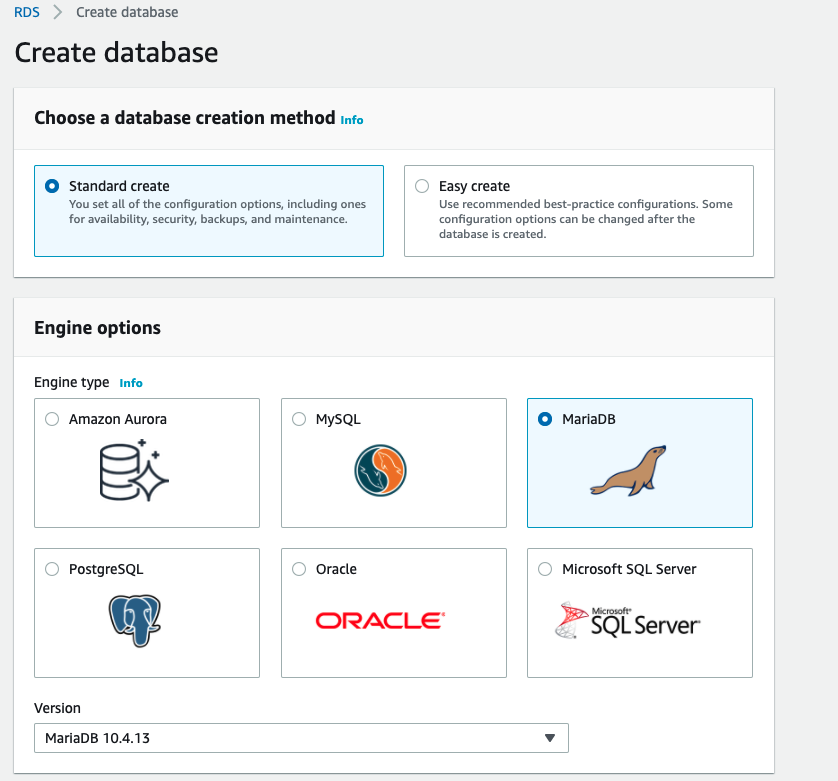 RDS > Create database
Create database
Choose a database creation method Info
Standard create
You set all of the configuration options, including ones
for availability, security, backups, and maintenance.
Easy create
Use recommended best-practice configurations. Some
configuration options can be changed after the
database is created.
Engine options
Engine type Info
Amazon Aurora
MySQL
MariaDB
PostgreSQL
Oracle
ORACLE®
Microsoft SQL Server
Microsoft®
SQL Server®
Version
MariaDB 10.4.13